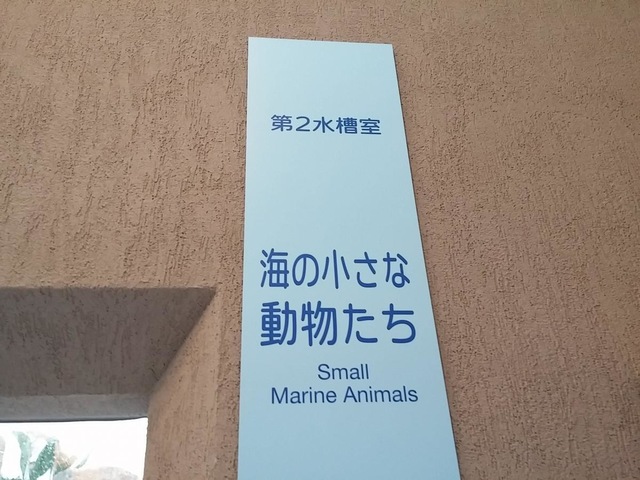 第2水槽室
海の小さな
動物たち
Small
Marine Animals